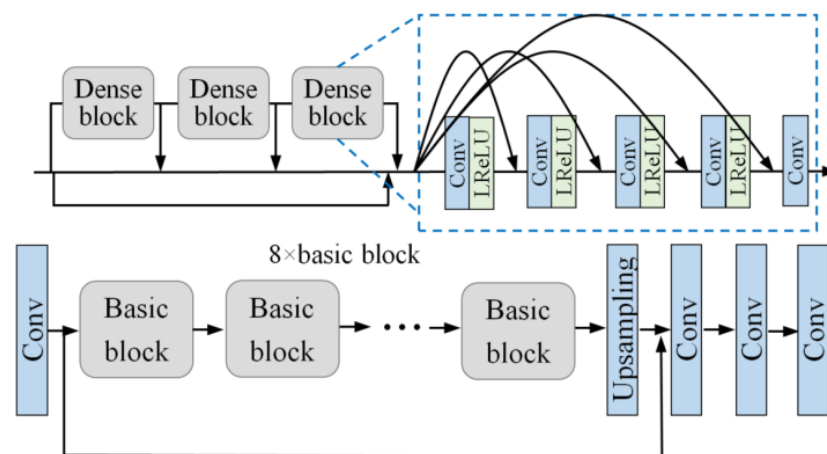 Dense
block
Dense
block
Dense
block
Conv
LReLU
Conv
LReLU
Conv
LReLU
Conv
LReLU
Conv
8×basic block
Conv
Basic
block
Basic
block
Basic
block
Upsampling
Conv
Conv
Conv